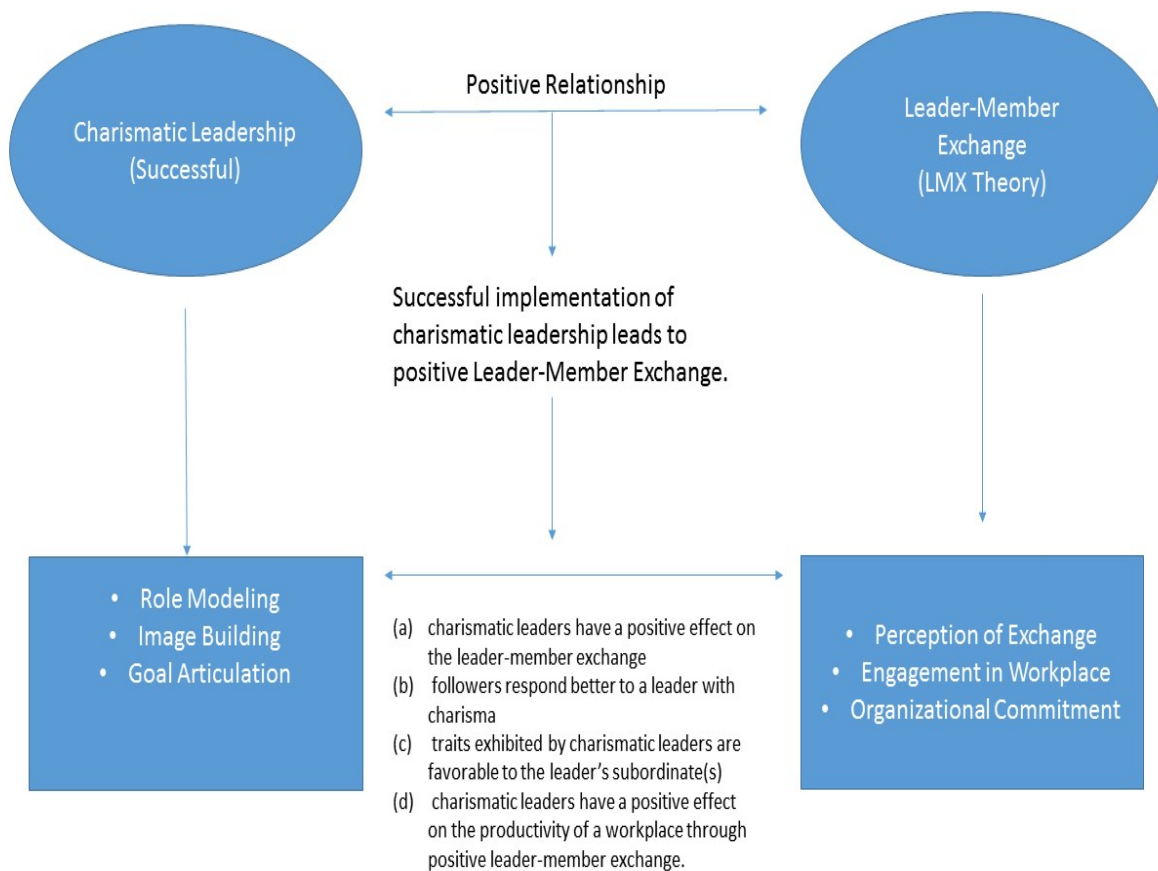 Positive Relationship
Charismatic Leadership
(Successful)
Leader-Member
Exchange
(LMX Theory)
Successful implementation of
charismatic leadership leads to
positive Leader-Member Exchange.
• Role Modeling
• Image Building
• Goal Articulation
(a) charismatic leaders have a positive effect on
the leader-member exchange
(b) followers respond better to a leader with
charisma
(c) traits exhibited by charismatic leaders are
favorable to the leader’s subordinate(s)
(d) charismatic leaders have a positive effect
on the productivity of a workplace through
positive leader-member exchange.
• Perception of Exchange
• Engagement in Workplace
• Organizational Commitment